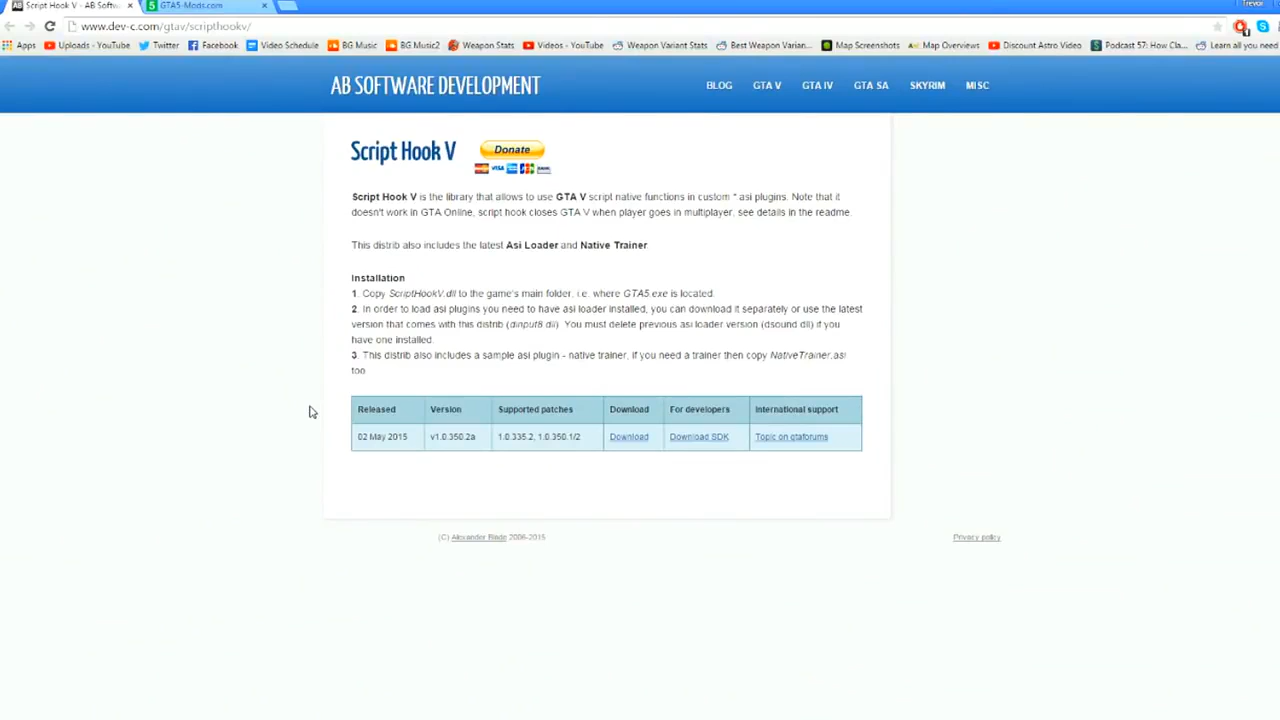 Script Hook V - AB Softw
GTA5-Mods.com
Trevor
www.dev-c.com/gtav/scripthookv/
Apps Uploads - YouTube Twitter Facebook Video Schedule BG Music BG Music2 Weapon Stats Videos - YouTube Weapon Variant Stats Best Weapon Varian... Map Screenshots Map Overviews Discount Astro Video Podcast 57: How Cla... Learn all you need
AB SOFTWARE DEVELOPMENT
BLOG GTA V GTA IV GTA SA SKYRIM MISC
Script Hook V
Donate
VISA
Script Hook V is the library that allows to use GTA V script native functions in custom *.asi plugins. Note that it
doesn't work in GTA Online, script hook closes GTA V when player goes in multiplayer, see details in the readme.
This distrib also includes the latest Asi Loader and Native Trainer
Installation
1. Copy ScriptHookV.dll to the game's main folder, i.e. where GTA5.exe is located.
2. In order to load asi plugins you need to have asi loader installed, you can download it separately or use the latest
version that comes with this distrib (dinput8.dll). You must delete previous asi loader version (dsound.dll) if you
have one installed.
3. This distrib also includes a sample asi plugin - native trainer, if you need a trainer then copy NativeTrainer.asi
too
Released Version Supported patches Download For developers International support
02 May 2015 v1.0.350.2a 1.0.335.2, 1.0.350.1/2 Download Download SDK Topic on gtaforums
(C) Alexander Blade 2008-2015
Privacy policy